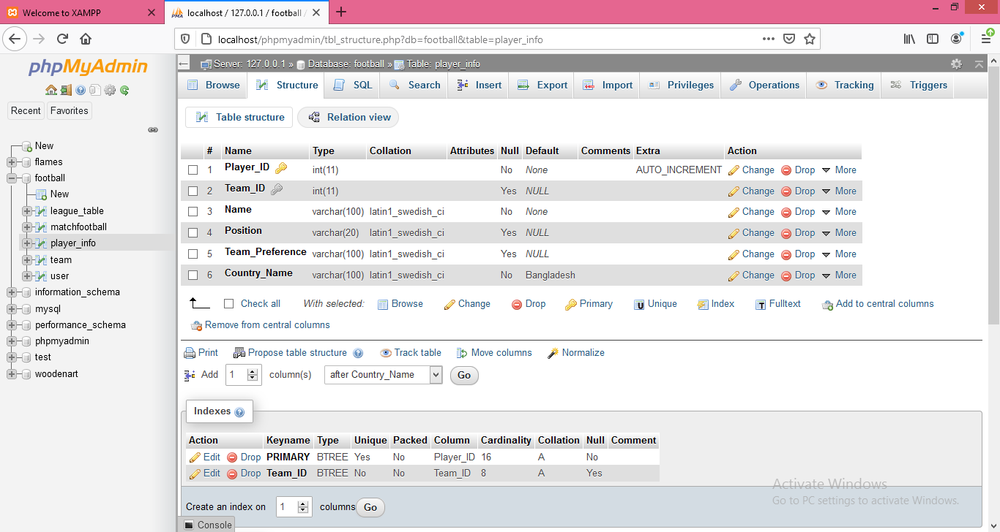 Welcome to XAMPP
localhost / 127.0.0.1 / football
localhost/phpmyadmin/tbl_structure.php?db=football&table=player_info
phpMyAdmin
Recent Favorites
New
flames
football
New
league_table
matchfootball
player_info
team
user
information_schema
mysql
performance_schema
phpmyadmin
test
woodenart
Server: 127.0.0.1 » Database: football » Table: player_info
Browse Structure SQL Search Insert Export Import Privileges Operations Tracking Triggers
Table structure Relation view
# Name Type Collation Attributes Null Default Comments Extra Action
1 Player_ID int(11) No None AUTO_INCREMENT Change Drop More
2 Team_ID int(11) Yes NULL Change Drop More
3 Name varchar(100) latin1_swedish_ci No None Change Drop More
4 Position varchar(20) latin1_swedish_ci Yes NULL Change Drop More
5 Team_Preference varchar(100) latin1_swedish_ci Yes NULL Change Drop More
6 Country_Name varchar(100) latin1_swedish_ci No Bangladesh Change Drop More
Check all With selected: Browse Change Drop Primary Unique Index Fulltext Add to central columns
Remove from central columns
Print Propose table structure Track table Move columns Normalize
Add 1 column(s) after Country_Name Go
Indexes
Action Keyname Type Unique Packed Column Cardinality Collation Null Comment
Edit Drop PRIMARY BTREE Yes No Player_ID 16 A No
Edit Drop Team_ID BTREE No No Team_ID 8 A Yes
Create an index on 1 columns Go
Console
Activate Windows
Go to PC settings to activate Windows.